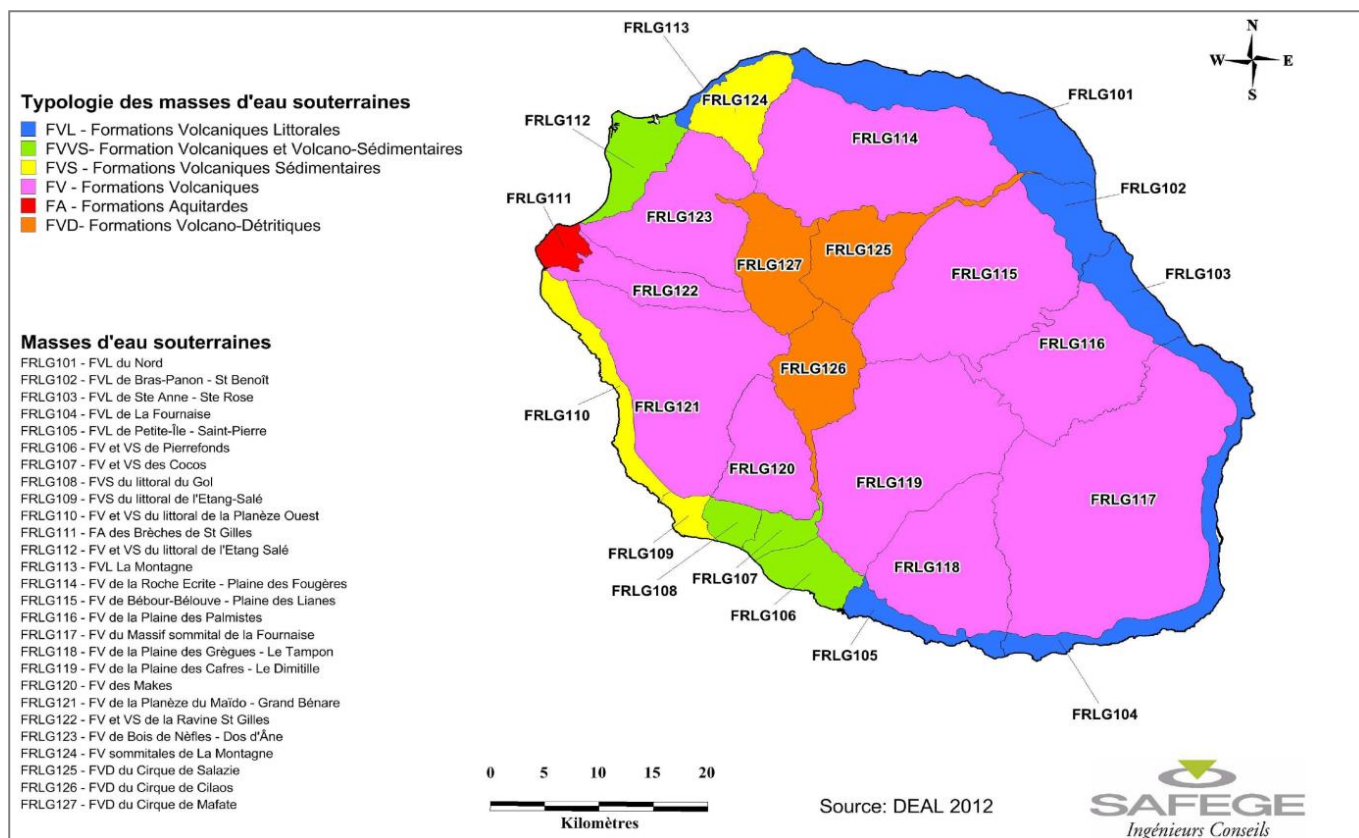 Typologie des masses d'eau souterraines
FVL - Formations Volcaniques Littorales
FVVS- Formation Volcaniques et Volcano-Sédimentaires
FVS - Formations Volcaniques Sédimentaires
FV - Formations Volcaniques
FA - Formations Aquitardes
FVD- Formations Volcano-Détritiques
Masses d'eau souterraines
FRLG101 - FVL du Nord
FRLG102 - FVL de Bras-Panon - St Benoît
FRLG103 - FVL de Ste Anne - Ste Rose
FRLG104 - FVL de La Fournaise
FRLG105 - FVL de Petite-Île - Saint-Pierre
FRLG106 - FV et VS de Pierrefonds
FRLG107 - FV et VS des Cocos
FRLG108 - FVS du littoral du Gol
FRLG109 - FVS du littoral de l'Etang-Salé
FRLG110 - FV et VS du littoral de la Planèze Ouest
FRLG111 - FA des Brèches de St Gilles
FRLG112 - FV et VS du littoral de l'Etang Salé
FRLG113 - FVL La Montagne
FRLG114 - FV de la Roche Ecrite - Plaine des Fougères
FRLG115 - FV de Bébour-Bélouve - Plaine des Lianes
FRLG116 - FV de la Plaine des Palmistes
FRLG117 - FV du Massif sommital de la Fournaise
FRLG118 - FV de la Plaine des Grègues - Le Tampon
FRLG119 - FV de la Plaine des Cafres - Le Dimitille
FRLG120 - FV des Makes
FRLG121 - FV de la Planèze du Maïdo - Grand Bénare
FRLG122 - FV et VS de la Ravine St Gilles
FRLG123 - FV de Bois de Nèfles - Dos d'Âne
FRLG124 - FV sommitales de La Montagne
FRLG125 - FVD du Cirque de Salazie
FRLG126 - FVD du Cirque de Cilaos
FRLG127 - FVD du Cirque de Mafate
FRLG113
N
W E
S
FRLG124
FRLG101
FRLG112
FRLG114
FRLG102
FRLG111
FRLG123
FRLG125
FRLG103
FRLG127
FRLG115
FRLG122
FRLG116
FRLG126
FRLG110
FRLG121
FRLG120
FRLG119
FRLG117
FRLG109
FRLG118
FRLG107
FRLG108
FRLG106
FRLG105
FRLG104
0 5 10 15 20
Kilomètres
Source: DEAL 2012
SAFEGE
Ingénieurs Conseils